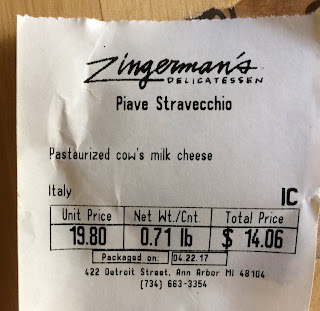 Zingerman's
DELICATESSEN
Piave Stravecchio
Pasteurized cow's milk cheese
Italy
IC
Unit Price Net Wt./Cnt. Total Price
19.80 0.71 lb $ 14.06
Packaged on: 04.22.17
422 Detroit Street, Ann Arbor MI 48104
(734) 663-3354